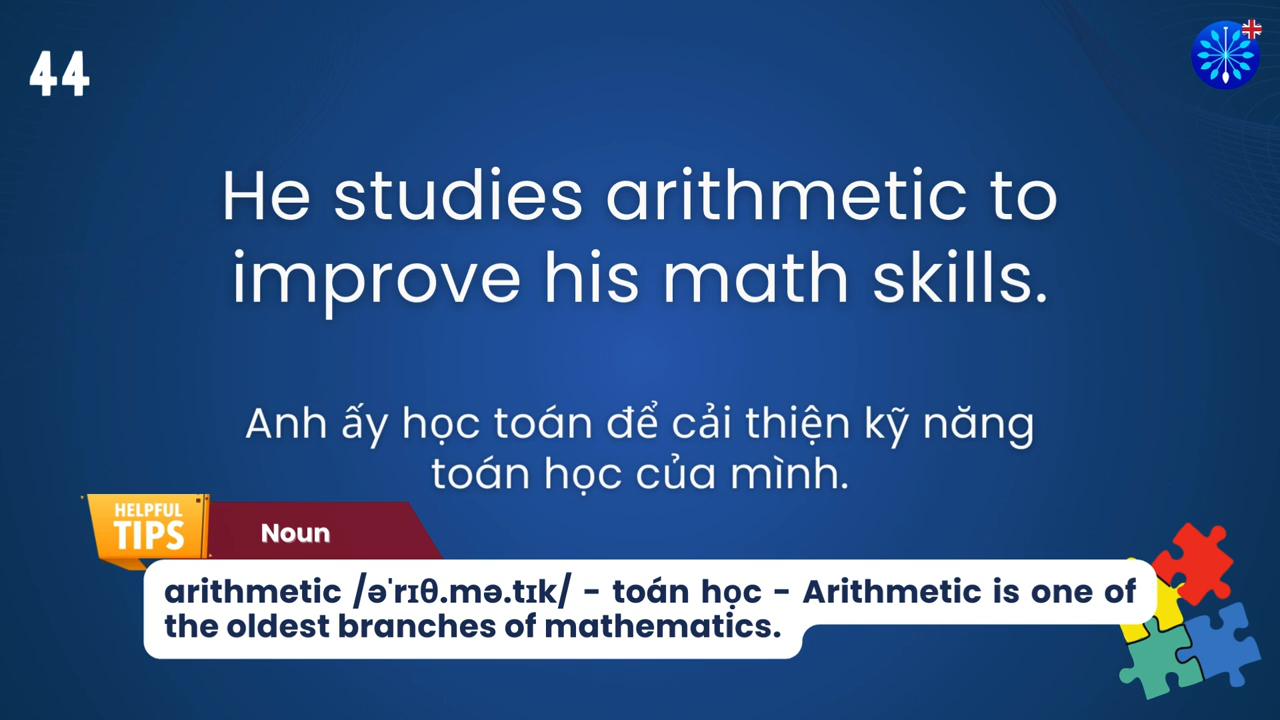 44
He studies arithmetic to
improve his math skills.
Anh ấy học toán để cải thiện kỹ năng
toán học của mình.
HELPFUL
TIPS
Noun
arithmetic /əˈrɪθ.mə.tɪk/ - toán học - Arithmetic is one of
the oldest branches of mathematics.